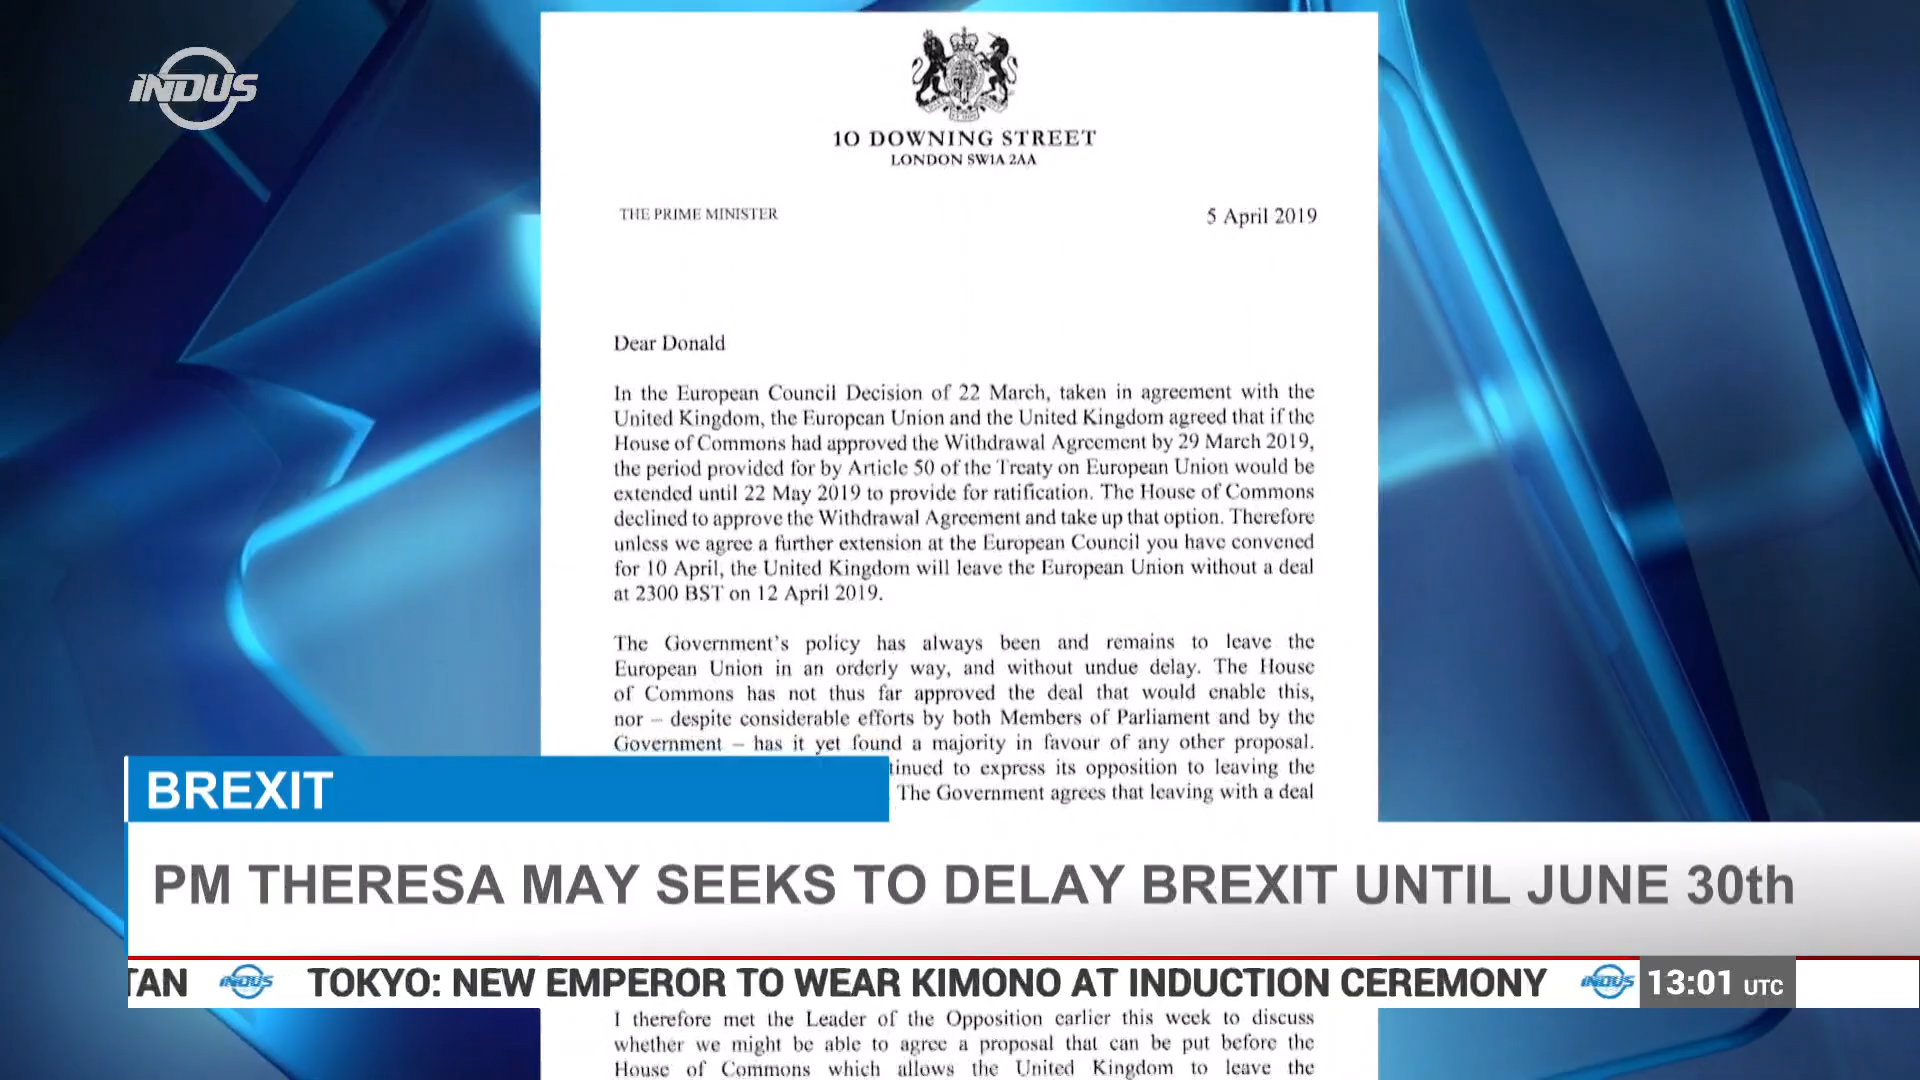 INDUS
10 DOWNING STREET
LONDON SW1A 2AA
THE PRIME MINISTER
5 April 2019
Dear Donald
In the European Council Decision of 22 March, taken in agreement with the
United Kingdom, the European Union and the United Kingdom agreed that if the
House of Commons had approved the Withdrawal Agreement by 29 March 2019,
the period provided for by Article 50 of the Treaty on European Union would be
extended until 22 May 2019 to provide for ratification. The House of Commons
declined to approve the Withdrawal Agreement and take up that option. Therefore
unless we agree a further extension at the European Council you have convened
for 10 April, the United Kingdom will leave the European Union without a deal
at 2300 BST on 12 April 2019.
The Government's policy has always been and remains to leave the
European Union in an orderly way, and without undue delay. The House
of Commons has not thus far approved the deal that would enable this,
nor – despite considerable efforts by both Members of Parliament and by the
Government – has it yet found a majority in favour of any other proposal.
tinued to express its opposition to leaving the
The Government agrees that leaving with a deal
BREXIT
PM THERESA MAY SEEKS TO DELAY BREXIT UNTIL JUNE 30th
TAN INDUS TOKYO: NEW EMPEROR TO WEAR KIMONO AT INDUCTION CEREMONY INDUS 13:01 UTC
I therefore met the Leader of the Opposition earlier this week to discuss
whether we might be able to agree a proposal that can be put before the
House of Commons which allows the United Kingdom to leave the